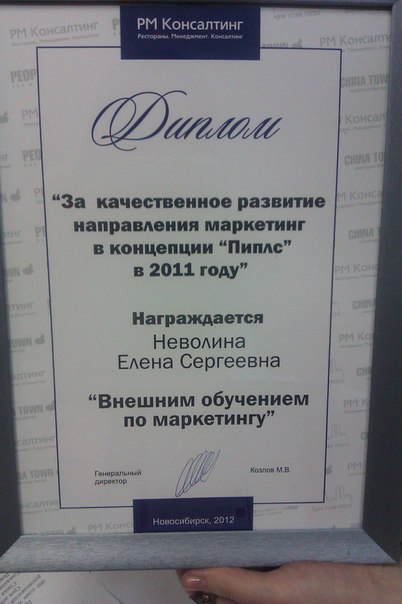 РМ Консалтинг
Рестораны. Менеджмент. Консалтинг
Диплом
“За качественное развитие
направления маркетинг
в концепции “Пиплс”
в 2011 году”
Награждается
Неволина
Елена Сергеевна
“Внешним обучением
по маркетингу”
Генеральный
директор
Козлов М.В.
Новосибирск, 2012